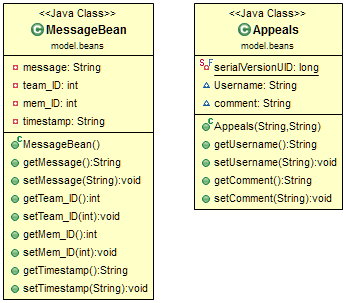 <<Java Class>>
C MessageBean
model.beans
message: String
team_ID: int
mem_ID: int
timestamp: String
C MessageBean()
getMessage():String
setMessage(String):void
getTeam_ID():int
setTeam_ID(int):void
getMem_ID():int
setMem_ID(int):void
getTimestamp():String
setTimestamp(String):void
<<Java Class>>
C Appeals
model.beans
S F serialVersionUID: long
Username: String
comment: String
C Appeals(String,String)
getUsername():String
setUsername(String):void
getComment():String
setComment(String):void